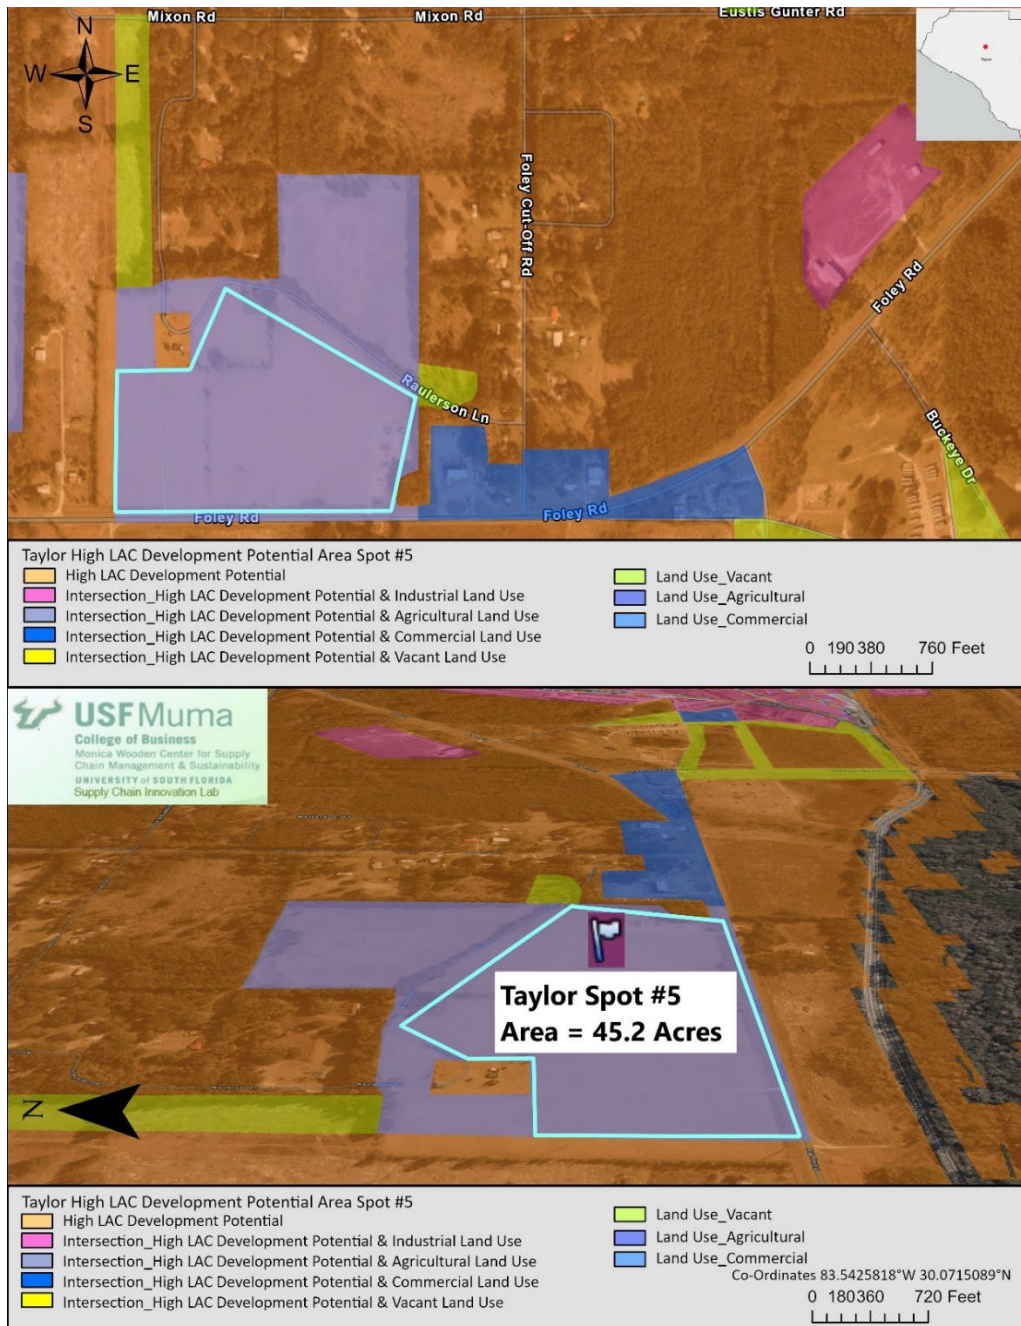 Mixon Rd
Mixon Rd
Eustis Gunter Rd
N
W
E
S
Foley Cut-Off Rd
Foley Rd
Raulerson Ln
Buckeye Dr
Foley Rd
Foley Rd
Taylor High LAC Development Potential Area Spot #5
High LAC Development Potential
Intersection_High LAC Development Potential & Industrial Land Use
Intersection_High LAC Development Potential & Agricultural Land Use
Intersection_High LAC Development Potential & Commercial Land Use
Intersection_High LAC Development Potential & Vacant Land Use
Land Use_Vacant
Land Use_Agricultural
Land Use_Commercial
0 190 380 760 Feet
USF Muma
College of Business
Monica Wooden Center for Supply
Chain Management & Sustainability
UNIVERSITY of SOUTH FLORIDA
Supply Chain Innovation Lab
Taylor Spot #5
Area = 45.2 Acres
N
Taylor High LAC Development Potential Area Spot #5
High LAC Development Potential
Intersection_High LAC Development Potential & Industrial Land Use
Intersection_High LAC Development Potential & Agricultural Land Use
Intersection_High LAC Development Potential & Commercial Land Use
Intersection_High LAC Development Potential & Vacant Land Use
Land Use_Vacant
Land Use_Agricultural
Land Use_Commercial
Co-Ordinates 83.5425818°W 30.0715089°N
0 180 360 720 Feet